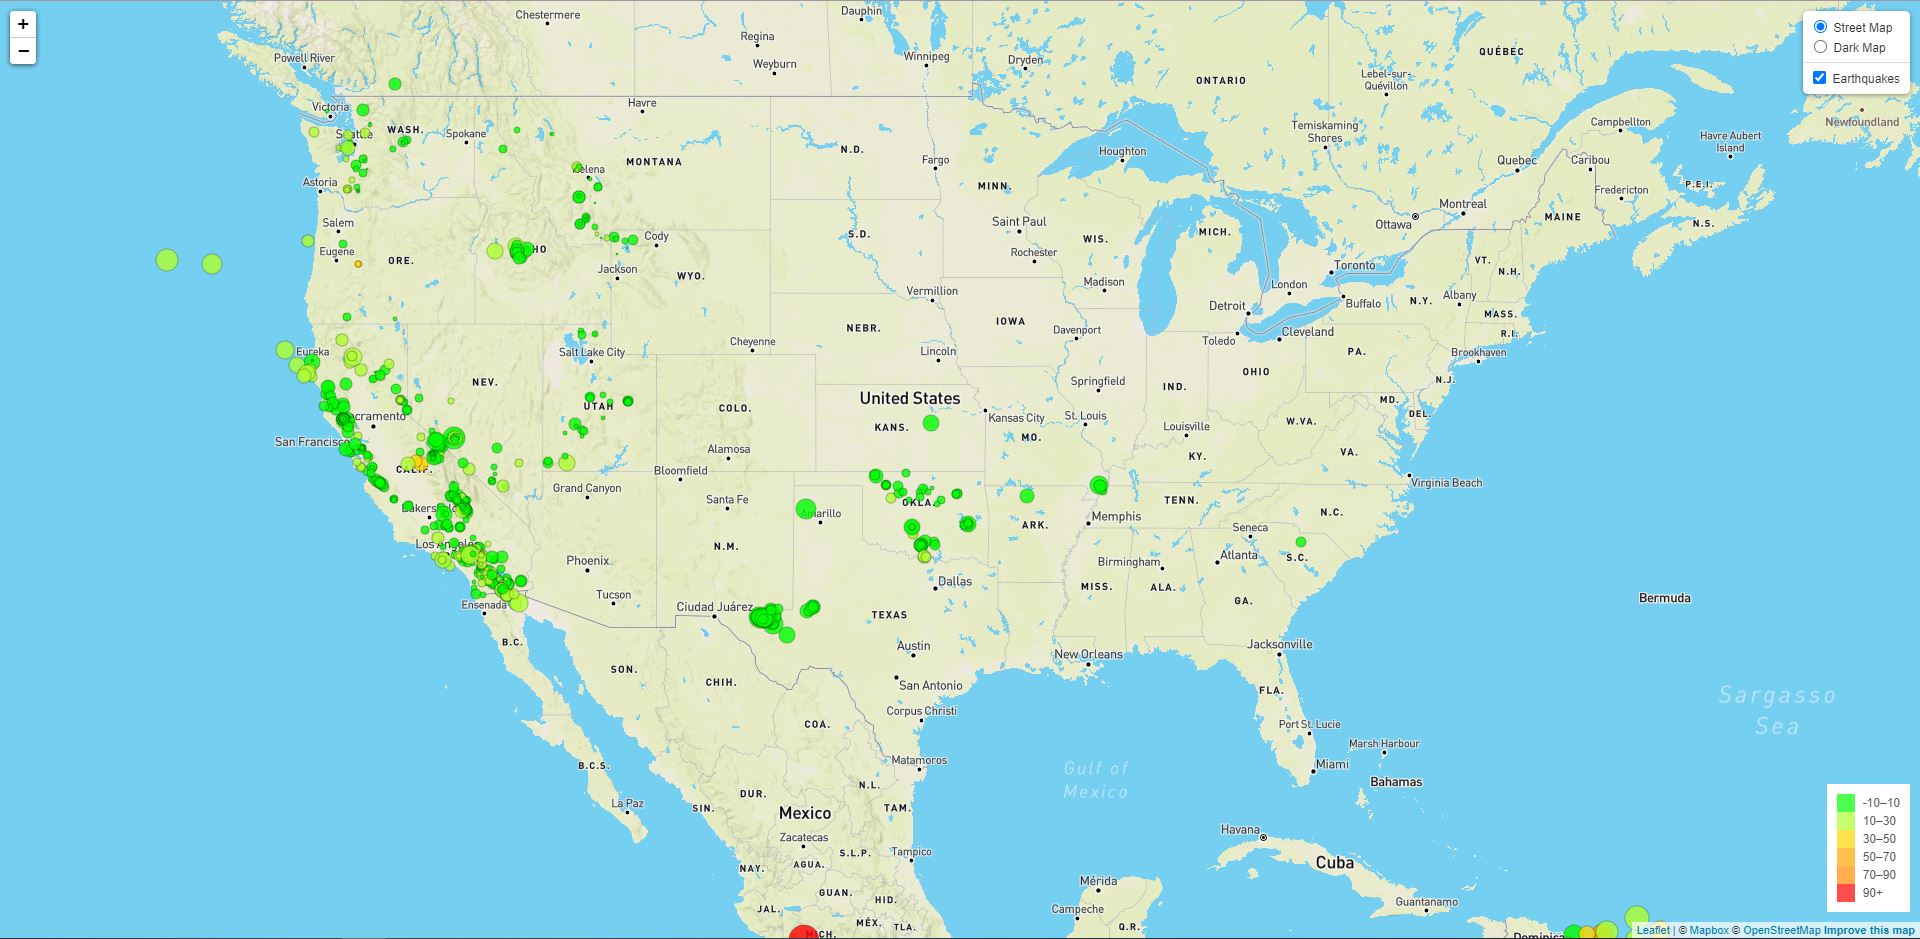 +
−
Street Map
Dark Map
Earthquakes
Chestermere
Dauphin
Regina
Weyburn
Winnipeg
Dryden
ONTARIO
Lebel-sur-
Quévillon
QUÉBEC
Powell River
Victoria
Havre
Temiskaming
Shores
Campbellton
Newfoundland
Havre Aubert
Island
Seattle
WASH.
Spokane
MONTANA
N.D.
Fargo
Houghton
Quebec
Caribou
Helena
Astoria
MINN.
Fredericton
P.E.I.
Salem
Saint Paul
Ottawa
Montreal
MAINE
N.S.
Eugene
ORE.
Cody
S.D.
WIS.
MICH.
Rochester
VT.
N.H.
Jackson
WYO.
Madison
Toronto
London
Vermillion
Detroit
Buffalo
N.Y.
Albany
MASS.
R.I.
Eureka
Salt Lake City
Cheyenne
NEBR.
IOWA
Davenport
Toledo
Cleveland
Lincoln
PA.
Brookhaven
NEV.
UTAH
COLO.
United States
Springfield
IND.
OHIO
N.J.
MD.
DEL.
Kansas City
St. Louis
KANS.
MO.
Louisville
W.VA.
San Francisco
CALIF.
Alamosa
KY.
VA.
Bloomfield
Grand Canyon
Virginia Beach
Santa Fe
OKLA.
TENN.
Amarillo
ARK.
Memphis
N.C.
Seneca
Los Angeles
Phoenix
N.M.
Birmingham
Atlanta
S.C.
Dallas
MISS.
ALA.
GA.
Tucson
Ensenada
Ciudad Juárez
TEXAS
Bermuda
B.C.
Austin
New Orleans
Jacksonville
SON.
CHIH.
San Antonio
FLA.
Corpus Christi
COA.
Port St. Lucie
Sargasso
Sea
Marsh Harbour
Matamoros
Gulf of
Mexico
Miami
Bahamas
B.C.S.
N.L.
DUR.
La Paz
SIN.
TAM.
Mexico
Zacatecas
Havana
S.L.P.
Tampico
Cuba
NAY.
AGUA.
Mérida
GUAN.
HID.
Guantanamo
JAL.
Campeche
MÉX.
TLA.
Q.R.
MICH.
-10–10
10–30
30–50
50–70
70–90
90+
Leaflet | © Mapbox © OpenStreetMap Improve this map